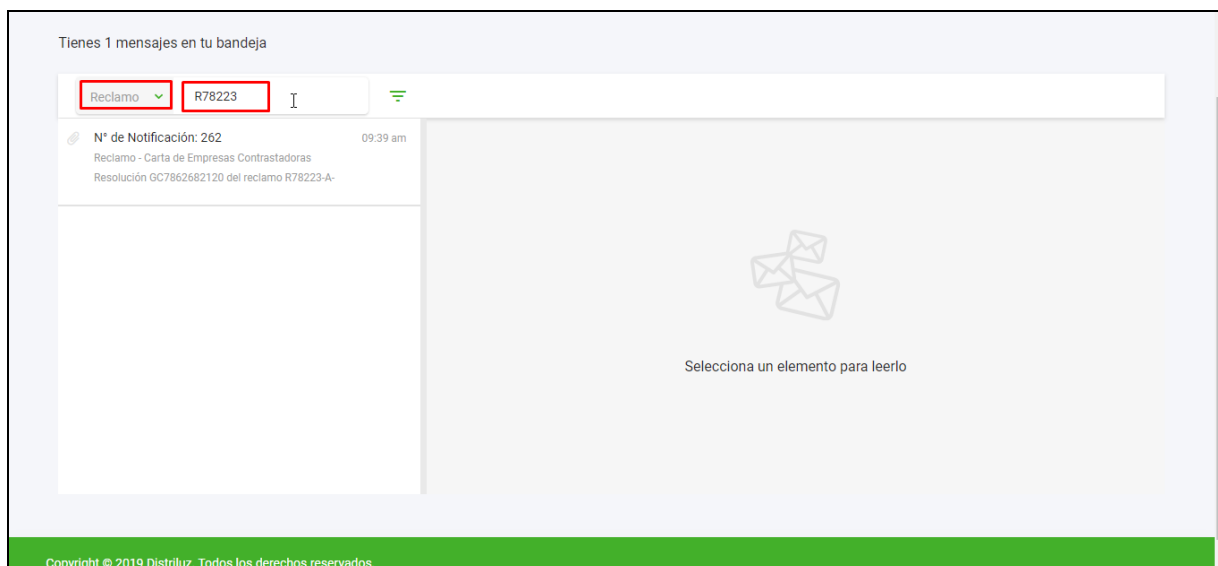 Tienes 1 mensajes en tu bandeja
Reclamo R78223
N° de Notificación: 262 09:39 am
Reclamo - Carta de Empresas Contrastadoras
Resolución GC7862682120 del reclamo R78223-A-
Selecciona un elemento para leerlo
Copyright © 2019 Distriluz. Todos los derechos reservados